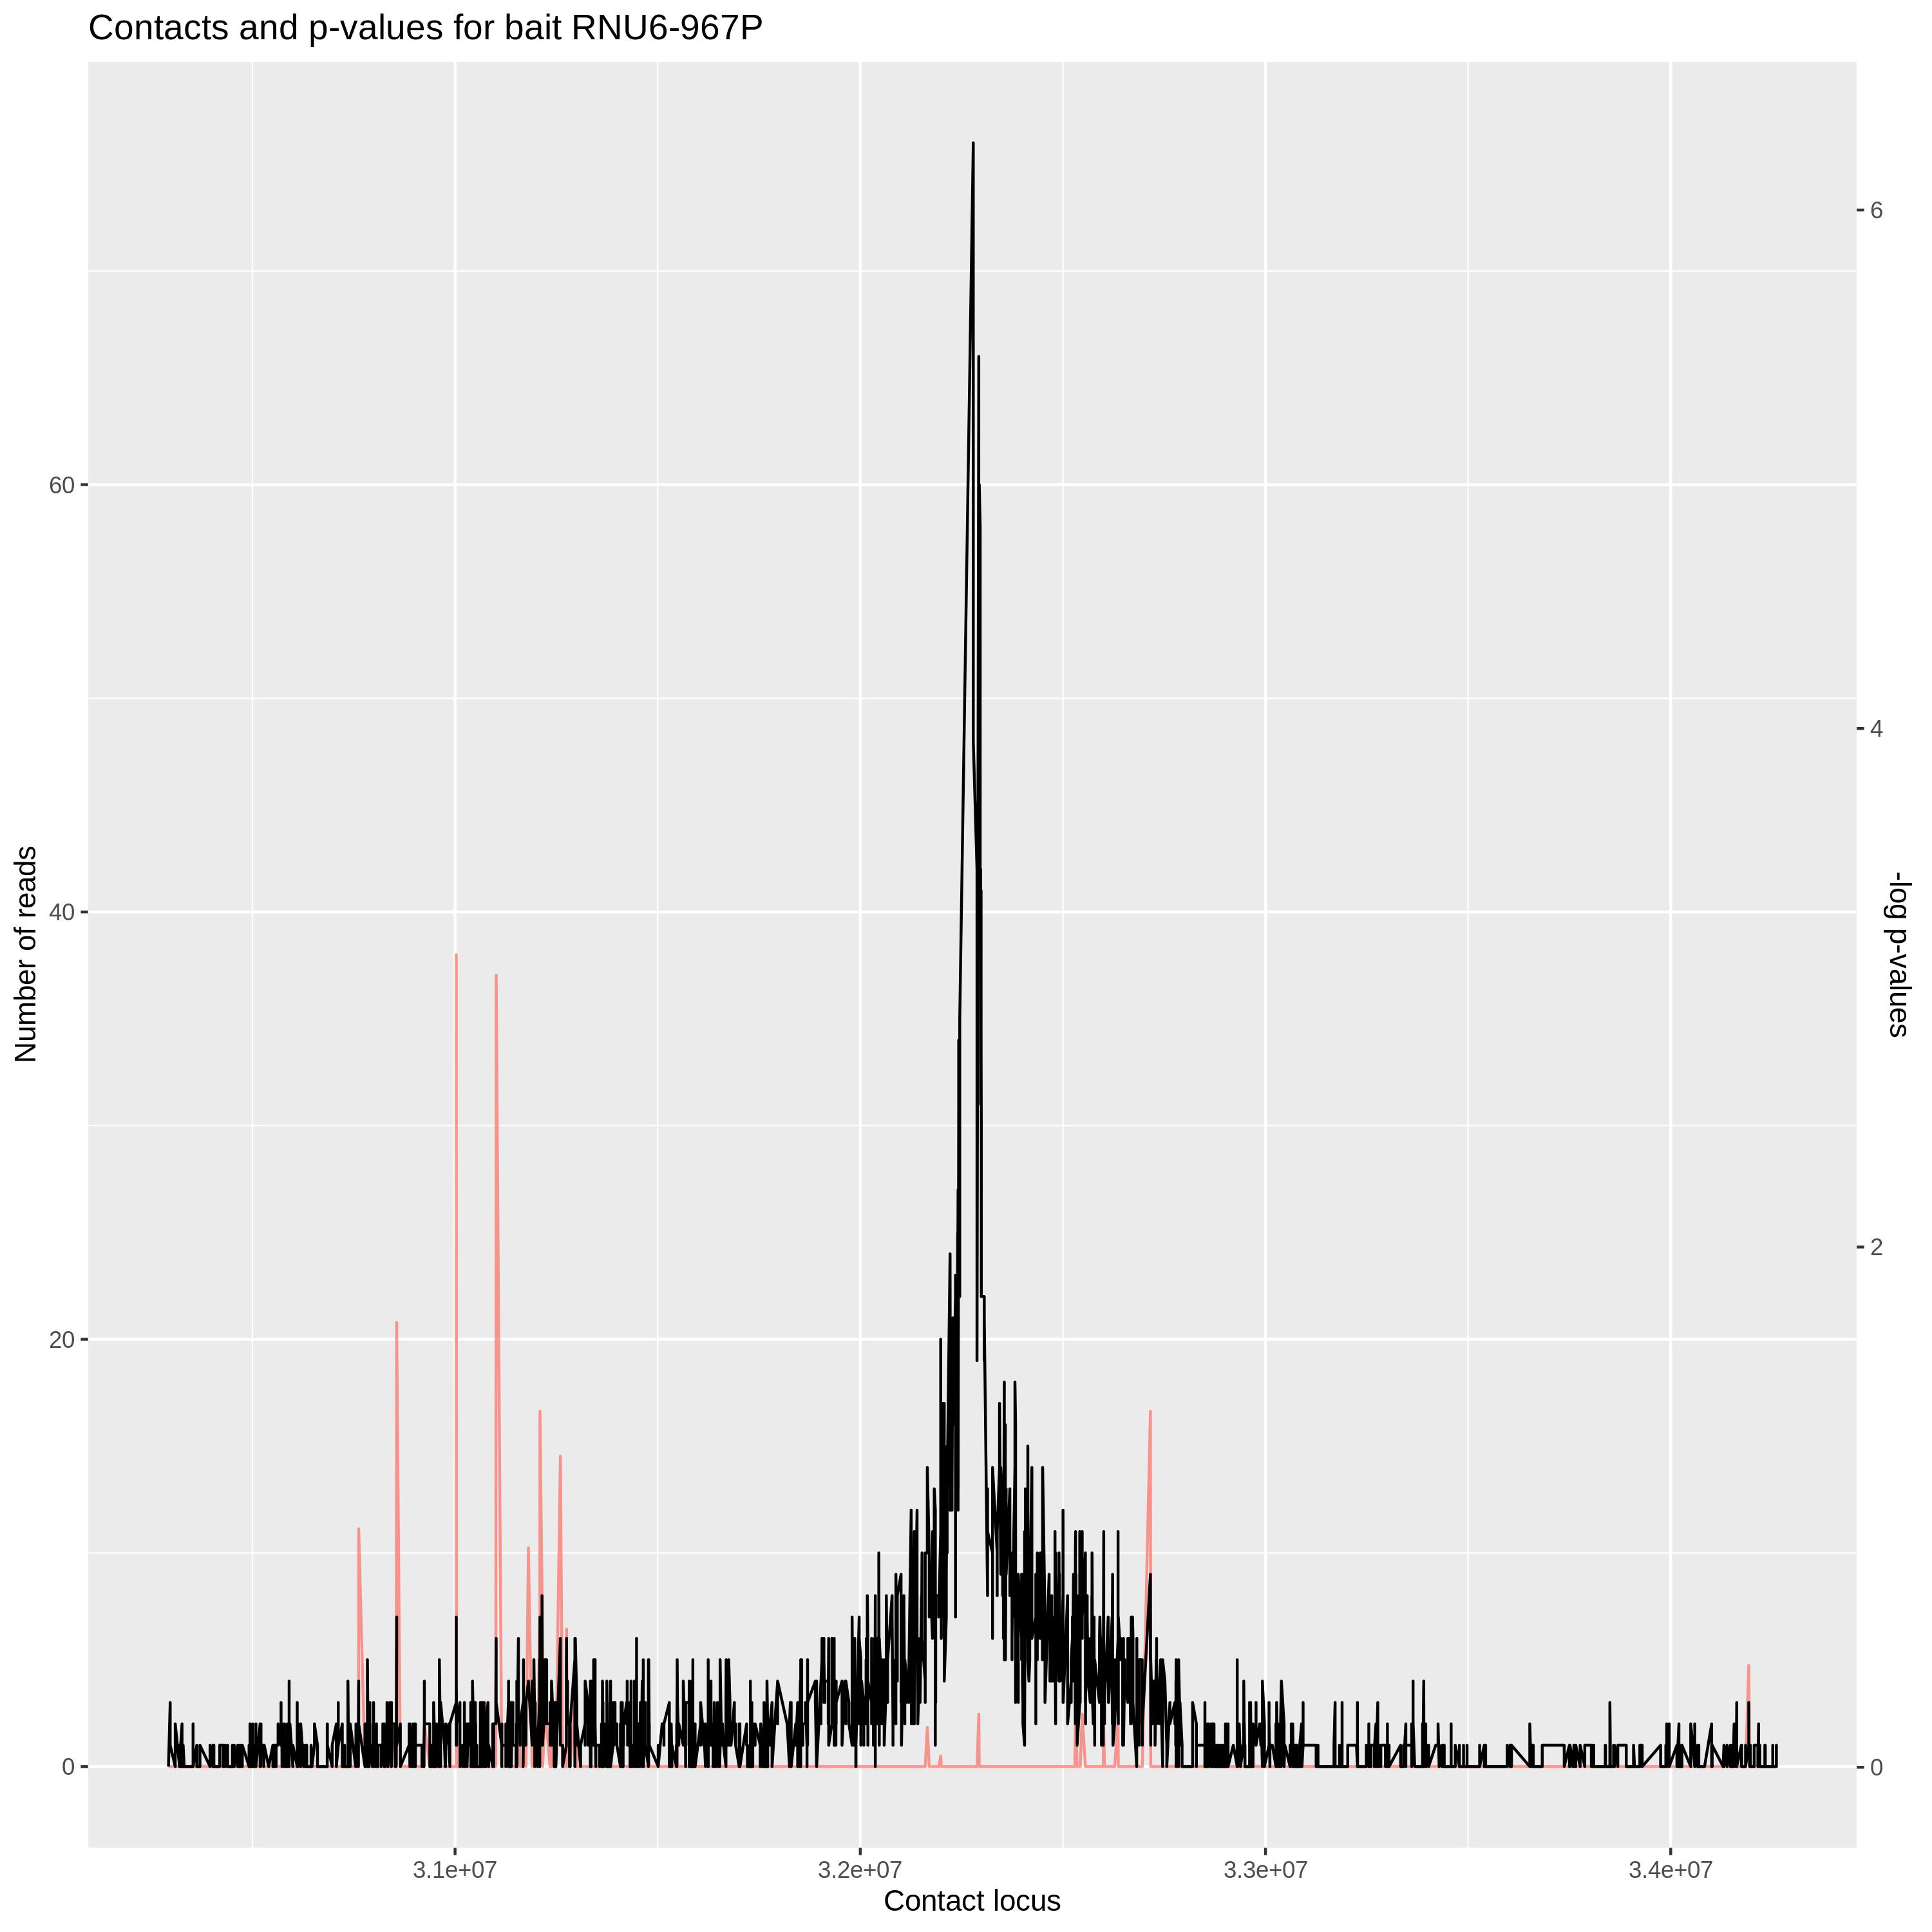 Contacts and p-values for bait RNU6-967P
Number of reads
60
40
20
0
6
4
2
0
-log p-values
3.1e+07
3.2e+07
3.3e+07
3.4e+07
Contact locus